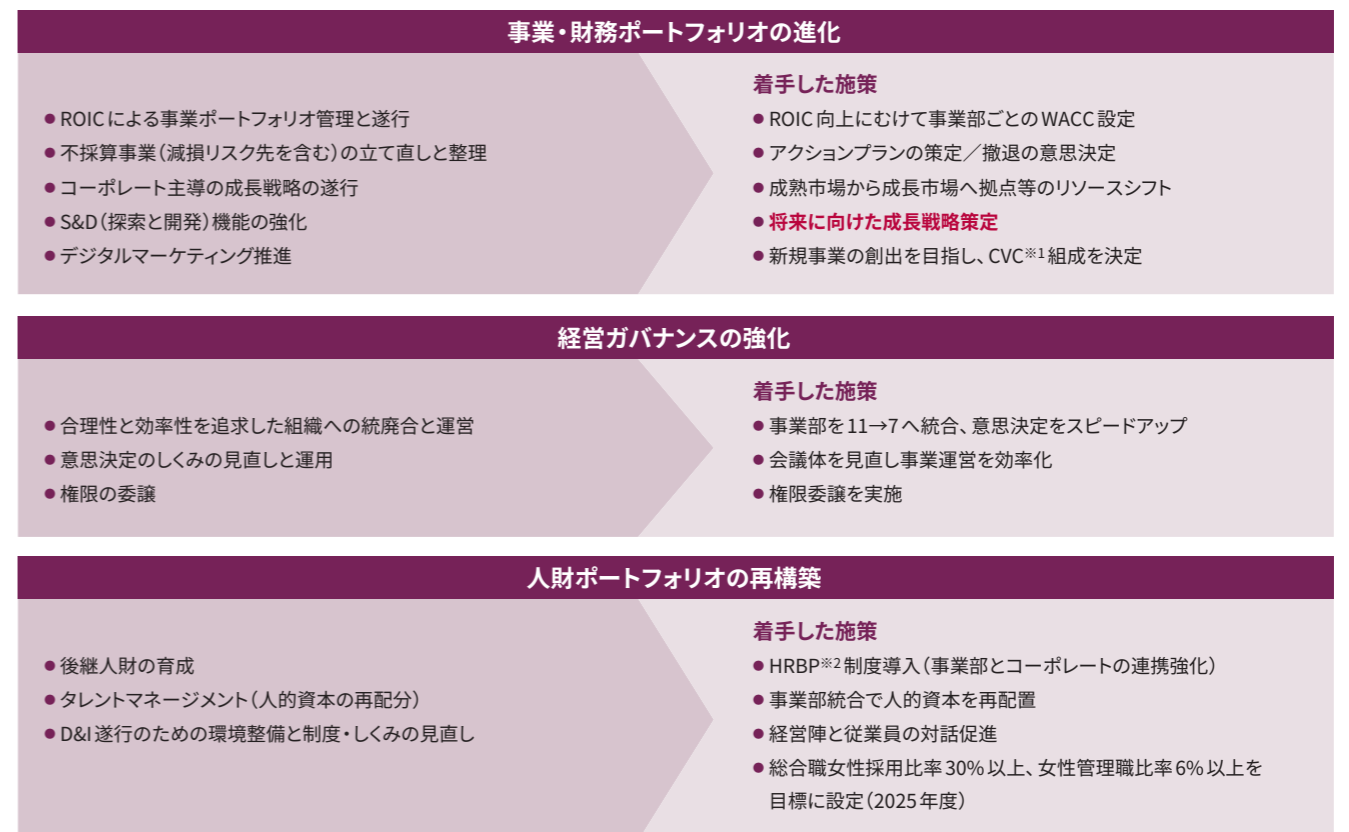 事業・財務ポートフォリオの進化
●ROICによる事業ポートフォリオ管理と遂行
●不採算事業(減損リスク先を含む)の立て直しと整理
●コーポレート主導の成長戦略の遂行
●S&D(探索と開発)機能の強化
●デジタルマーケティング推進
着手した施策
●ROIC向上にむけて事業部ごとのWACC設定
●アクションプランの策定／撤退の意思決定
●成熟市場から成長市場へ拠点等のリソースシフト
●将来に向けた成長戦略策定
●新規事業の創出を目指し、CVC※1組成を決定
経営ガバナンスの強化
●合理性と効率性を追求した組織への統廃合と運営
●意思決定のしくみの見直しと運用
●権限の委譲
着手した施策
●事業部を11→7へ統合、意思決定をスピードアップ
●会議体を見直し事業運営を効率化
●権限委譲を実施
人財ポートフォリオの再構築
●後継人財の育成
●タレントマネージメント(人的資本の再配分)
●D&I遂行のための環境整備と制度・しくみの見直し
着手した施策
●HRBP※2制度導入(事業部とコーポレートの連携強化)
●事業部統合で人的資本を再配置
●経営陣と従業員の対話促進
●総合職女性採用比率30%以上、女性管理職比率6%以上を
目標に設定(2025年度)